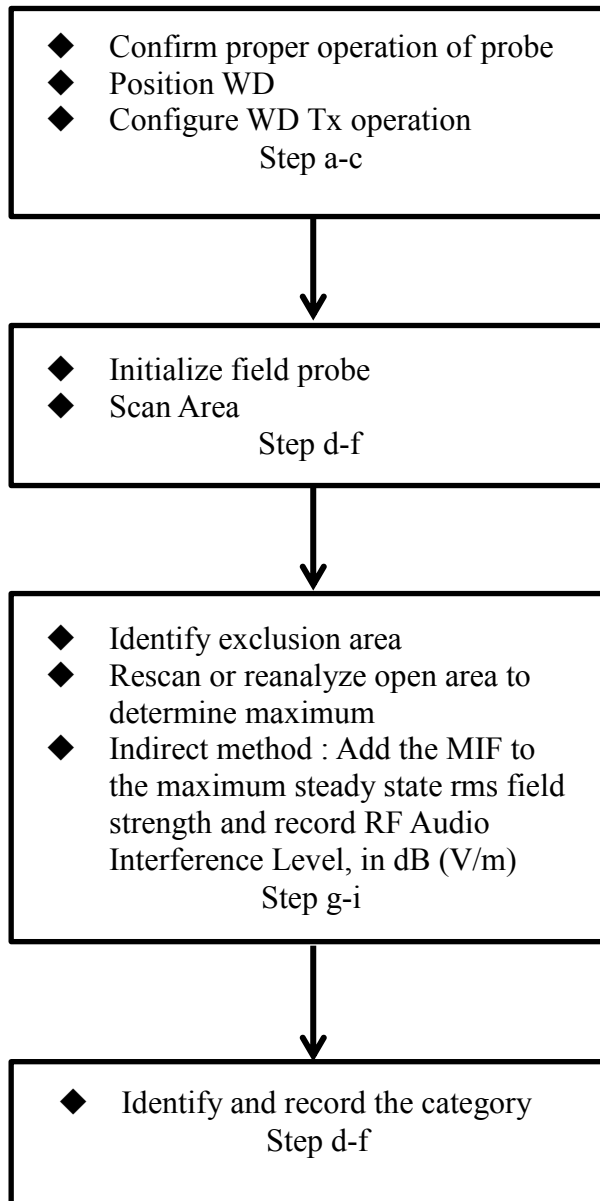 ◆ Confirm proper operation of probe
◆ Position WD
◆ Configure WD Tx operation
Step a-c
◆ Initialize field probe
◆ Scan Area
Step d-f
◆ Identify exclusion area
◆ Rescan or reanalyze open area to
determine maximum
◆ Indirect method : Add the MIF to
the maximum steady state rms field
strength and record RF Audio
Interference Level, in dB (V/m)
Step g-i
◆ Identify and record the category
Step d-f